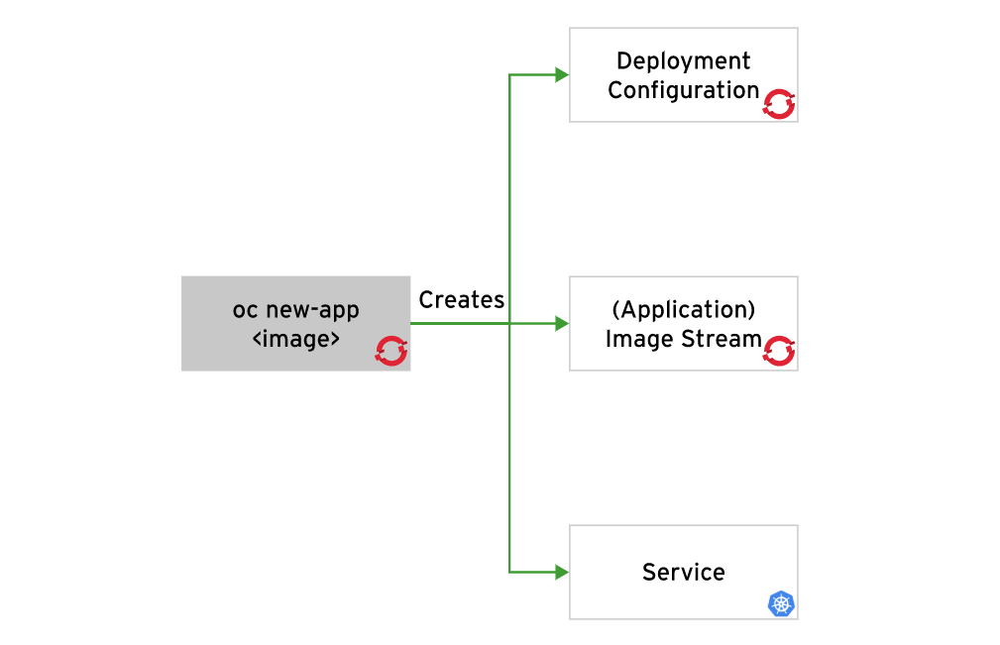 Deployment
Configuration
oc new-app
<image>
Creates
(Application)
Image Stream
Service